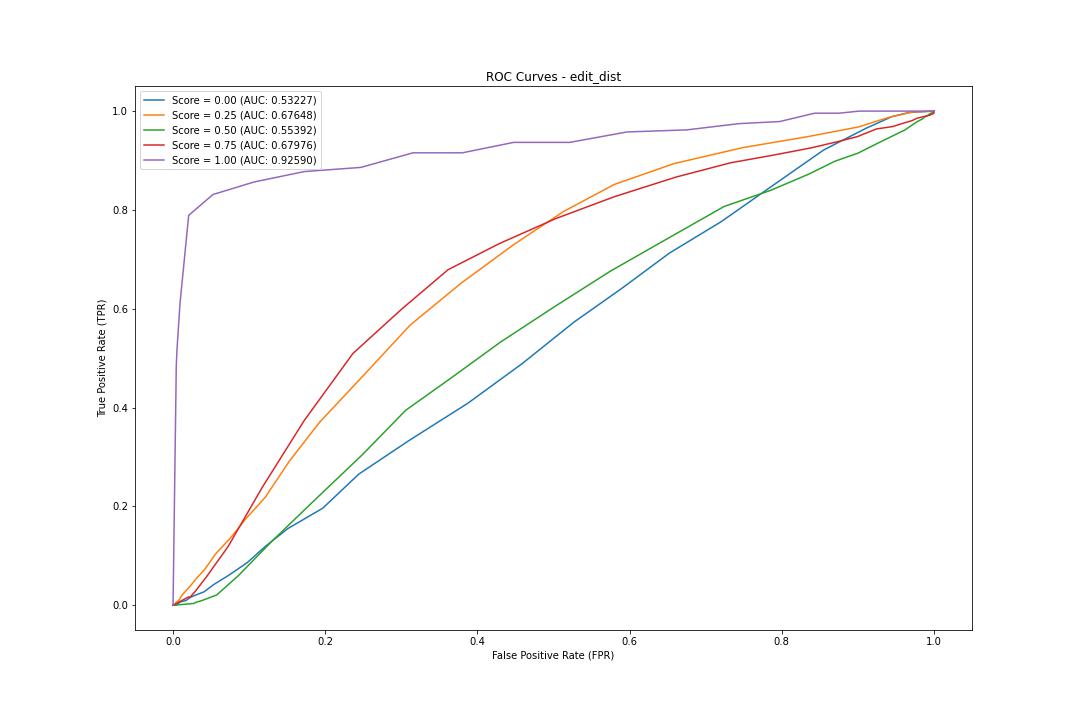 ROC Curves - edit_dist
Score = 0.00 (AUC: 0.53227)
Score = 0.25 (AUC: 0.67648)
Score = 0.50 (AUC: 0.55392)
Score = 0.75 (AUC: 0.67976)
Score = 1.00 (AUC: 0.92590)
True Positive Rate (TPR)
1.0
0.8
0.6
0.4
0.2
0.0
0.0 0.2 0.4 0.6 0.8 1.0
False Positive Rate (FPR)